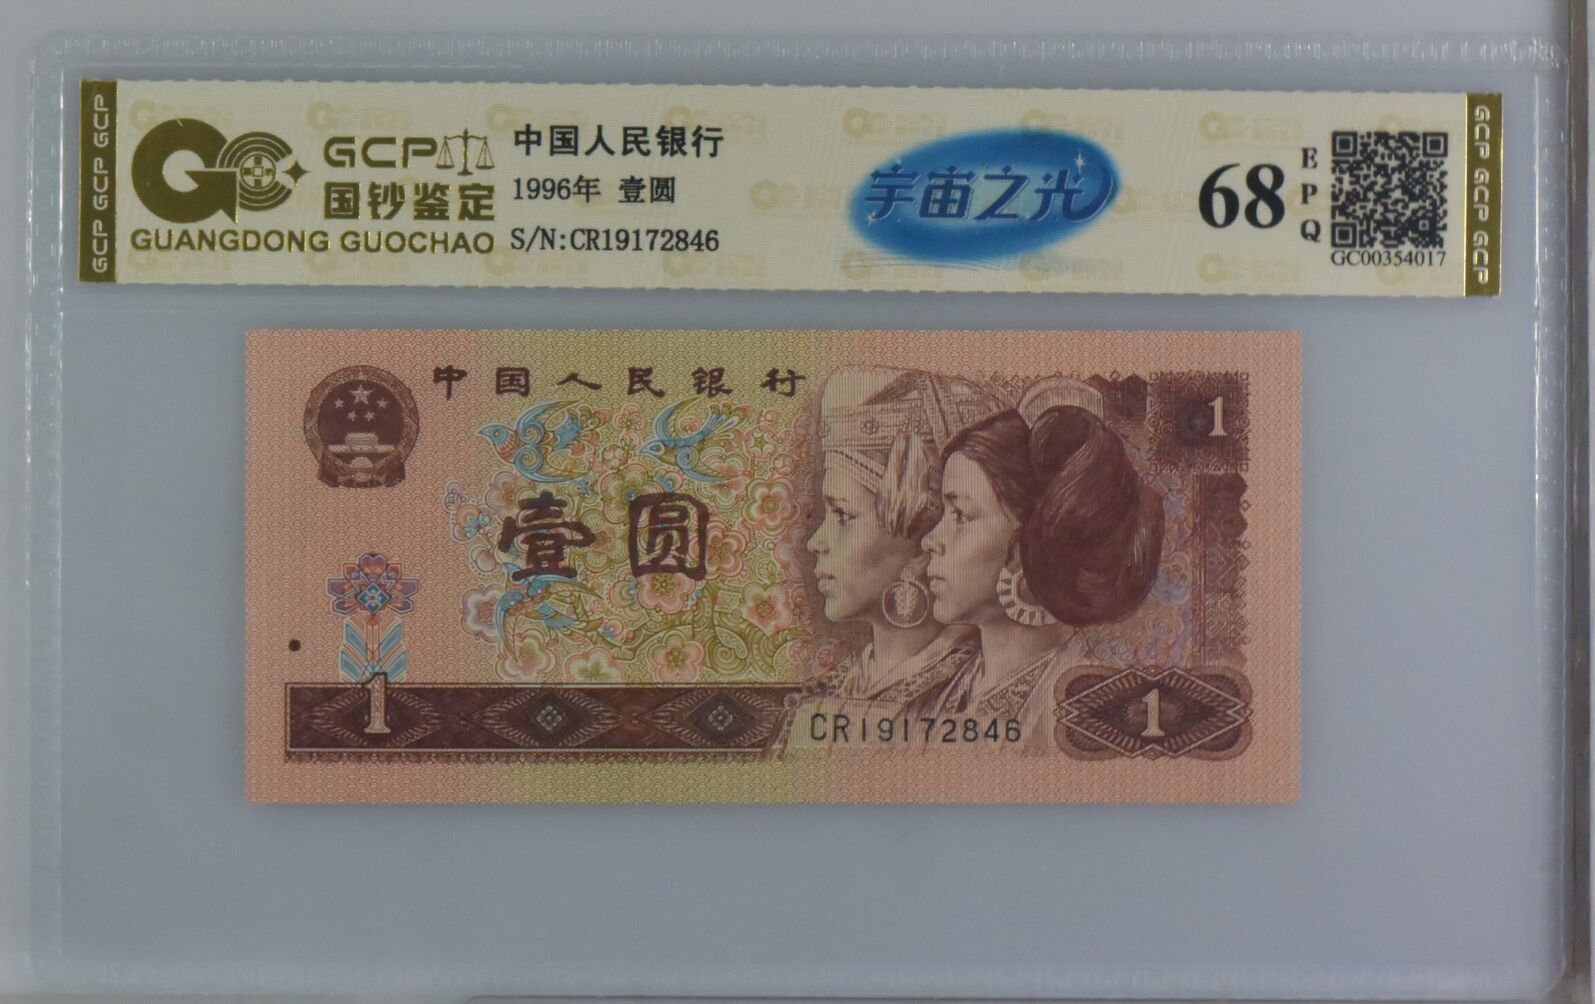 GCP GCP GCP
GCP
国钞鉴定
GUANGDONG GUOCHAO
中国人民银行
1996年 壹圆
S/N:CR19172846
宇宙之光
68
EPQ
GC00354017
GCP GCP GCP
中国人民银行
1
壹圆
1
CR19172846
1